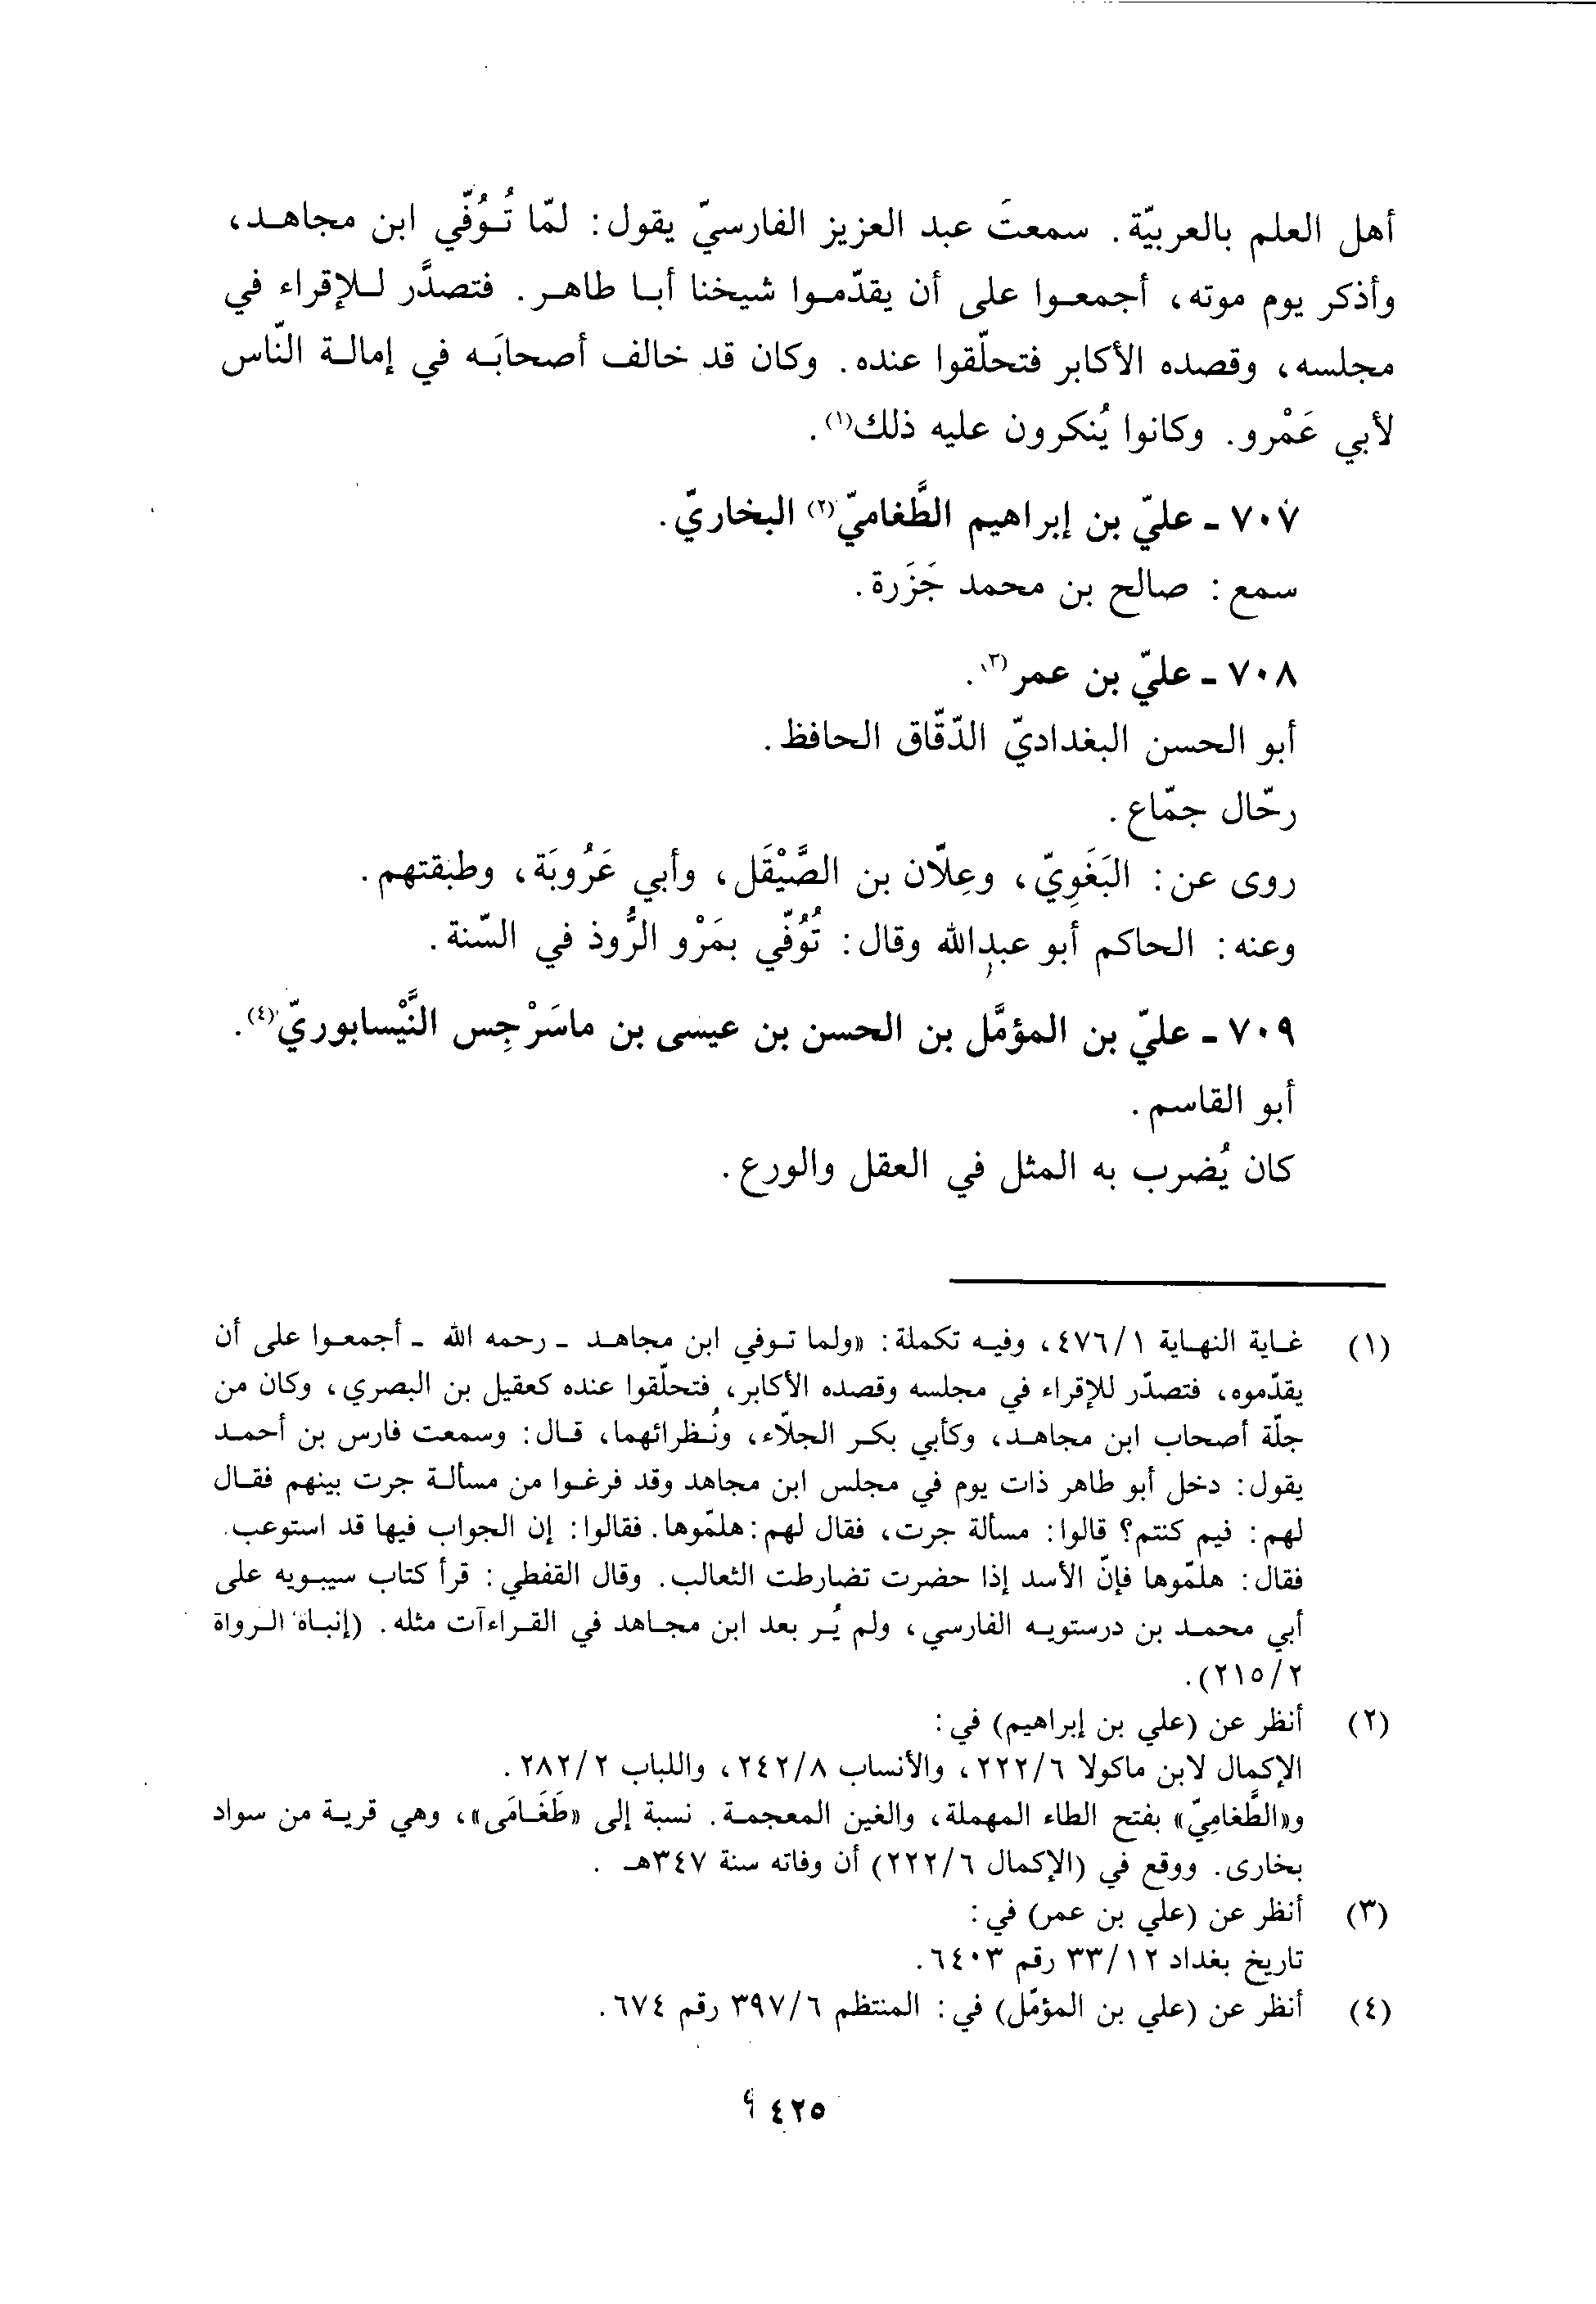 أهل العلم بالعربيّة. سمعتَ عبد العزيز الفارسيّ يقول: لمّا تُـوُفّي ابن مجاهـد،
وأذكر يوم موته، أجمعـوا على أن يقدّمـوا شيخنا أبـا طاهـر. فتصدَّر لـلإقراء في
مجلسه، وقصده الأكابر فتحلّقوا عنده. وكان قد خالف أصحابَـه في إمالـة النّاس
لأبي عَمْرو. وكانوا يُنكرون عليه ذلك(١).
٧٠٧ - عليّ بن إبراهيم الطَّغاميّ(٢) البخاريّ.
سمع: صالح بن محمد جَزَرة.
٧٠٨ - عليّ بن عمر(٣).
أبو الحسن البغداديّ الدّقّاق الحافظ.
رحّال جمّاع.
روى عن: البَغَوِيّ، وعِلّان بن الصَّيْقَل، وأبي عَرُوبَة، وطبقتهم.
وعنه: الحاكم أبو عبدالله وقال: تُوُفّي بمَرْو الرُّوذ في السّنة.
٧٠٩ - عليّ بن المؤمَّل بن الحسن بن عيسى بن ماسَرْجِس النَّيْسابوريّ(٤).
أبو القاسم.
كان يُضرب به المثل في العقل والورع.
(١) غـاية النهـاية ٤٧٦/١، وفيـه تكملة: «ولما تـوفي ابن مجاهـد - رحمه الله - أجمعـوا على أن
يقدّموه، فتصدّر للإقراء في مجلسه وقصده الأكابر، فتحلّقوا عنده كعقيل بن البصري، وكان من
جلّة أصحاب ابن مجاهـد، وكأبي بكـر الجلّاء، ونُـظرائهما، قـال: وسمعت فارس بن أحمـد
يقول: دخل أبو طاهر ذات يوم في مجلس ابن مجاهد وقد فرغـوا من مسألـة جرت بينهم فقـال
لهم: فيم كنتم؟ قالوا: مسألة جرت، فقال لهم: هلمّوها. فقالوا: إن الجواب فيها قد استوعب.
فقال: هلمّوها فإنّ الأسد إذا حضرت تضارطت الثعالب. وقال القفطي: قرأ كتاب سيبـويه على
أبي محمـد بن درستويـه الفارسي، ولم يُـر بعد ابن مجـاهد في القـراءآت مثله. (إنبـاه الـرواة
٢١٥/٢).
(٢) أنظر عن (علي بن إبراهيم) في:
الإكمال لابن ماكولا ٢٢٢/٦، والأنساب ٢٤٢/٨، واللباب ٢٨٢/٢.
و«الطَّغامِيّ» بفتح الطاء المهملة، والغين المعجمـة. نسبة إلى «طَغَـامَى»، وهي قريـة من سواد
بخارى. ووقع في (الإكمال ٢٢٢/٦) أن وفاته سنة ٣٤٧هـ.
(٣) أنظر عن (علي بن عمر) في:
تاريخ بغداد ٣٣/١٢ رقم ٦٤٠٣.
(٤) أنظر عن (علي بن المؤمّل) في: المنتظم ٣٩٧/٦ رقم ٦٧٤.
٤٢٥